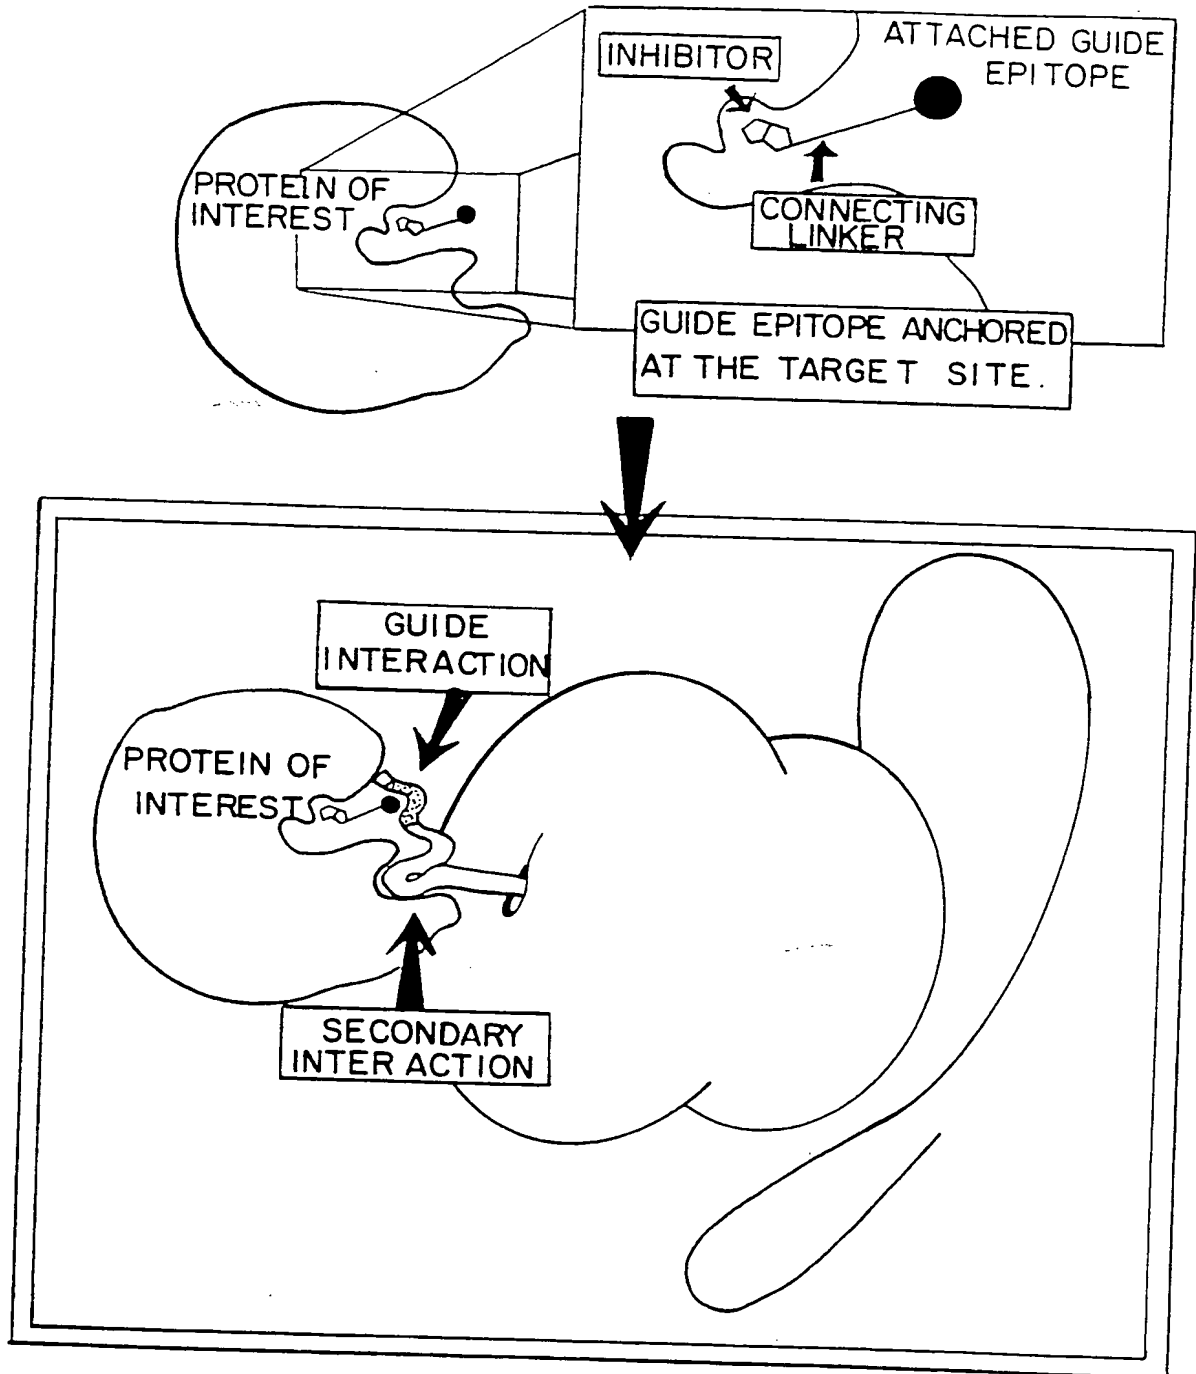 INHIBITOR
ATTACHED GUIDE
EPITOPE
PROTEIN OF
INTEREST
CONNECTING
LINKER
GUIDE EPITOPE ANCHORED
AT THE TARGET SITE.
GUIDE
INTERACTION
PROTEIN OF
INTEREST
SECONDARY
INTERACTION